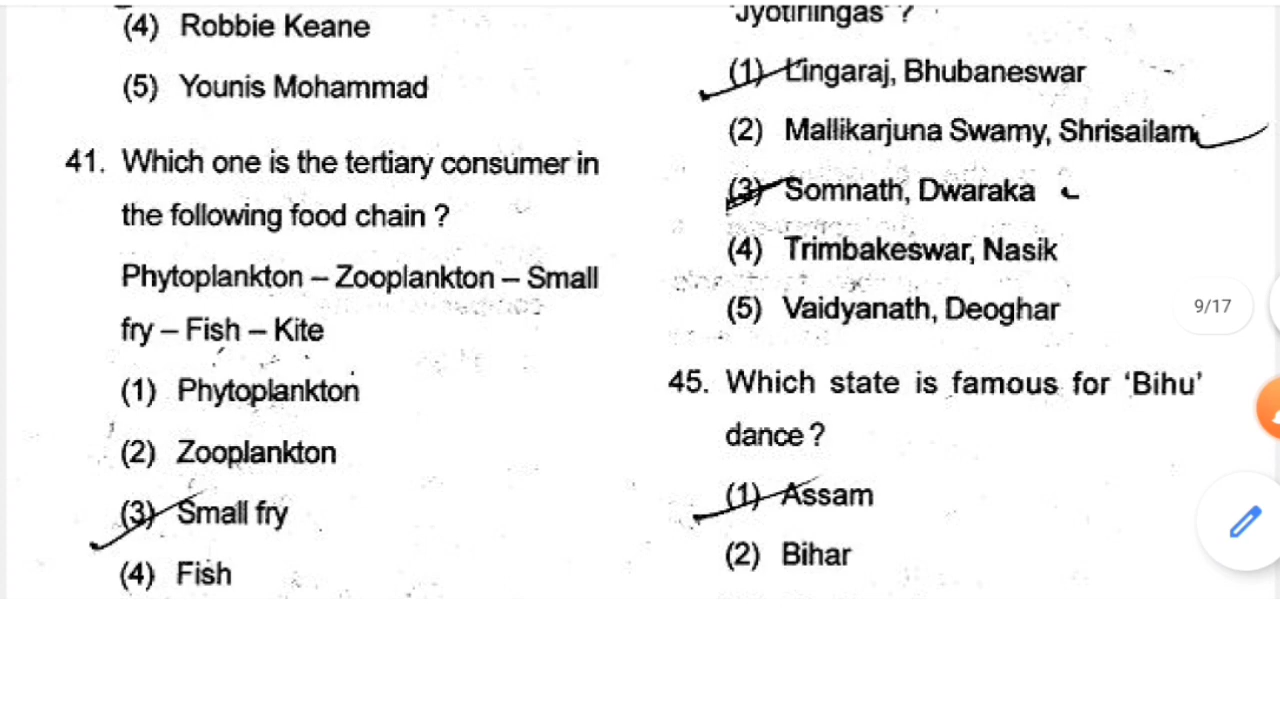 (4) Robbie Keane
(5) Younis Mohammad
41. Which one is the tertiary consumer in
the following food chain ?
Phytoplankton – Zooplankton – Small
fry – Fish – Kite
(1) Phytoplankton
(2) Zooplankton
(3) Small fry
(4) Fish
'Jyotirlingas' ?
(1) Lingaraj, Bhubaneswar
(2) Mallikarjuna Swamy, Shrisailam
(3) Somnath, Dwaraka
(4) Trimbakeswar, Nasik
(5) Vaidyanath, Deoghar
45. Which state is famous for 'Bihu'
dance ?
(1) Assam
(2) Bihar
9/17